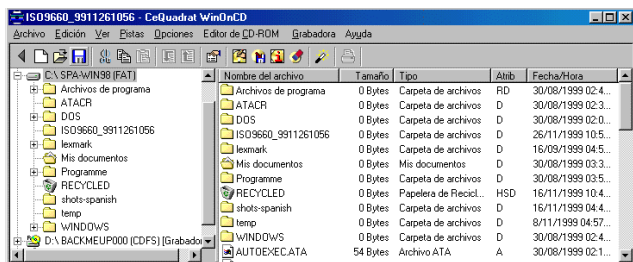 ISO9660_9911261056 - CeQuadrat WinOnCD
Archivo Edición Ver Pistas Opciones Editor de CD-ROM Grabadora Ayuda
C:\ SPA-WIN98 (FAT)
Archivos de programa
ATACR
DOS
ISO9660_9911261056
lexmark
Mis documentos
Programme
RECYCLED
shots-spanish
temp
WINDOWS
D:\ BACKMEUP000 (CDFS) [Grabador
Nombre del archivo Tamaño Tipo Atrib Fecha/Hora
Archivos de programa 0 Bytes Carpeta de archivos RD 30/08/1999 02:4...
ATACR 0 Bytes Carpeta de archivos D 30/08/1999 02:3...
DOS 0 Bytes Carpeta de archivos D 30/08/1999 02:0...
ISO9660_9911261056 0 Bytes Carpeta de archivos D 26/11/1999 10:5...
lexmark 0 Bytes Carpeta de archivos D 16/09/1999 04:5...
Mis documentos 0 Bytes Mis documentos D 30/08/1999 03:3...
Programme 0 Bytes Carpeta de archivos D 30/08/1999 03:5...
RECYCLED 0 Bytes Papelera de Recicl... HSD 16/11/1999 10:4...
shots-spanish 0 Bytes Carpeta de archivos D 16/11/1999 04:4...
temp 0 Bytes Carpeta de archivos D 8/11/1999 04:57...
WINDOWS 0 Bytes Carpeta de archivos D 30/08/1999 02:4...
AUTOEXEC.ATA 54 Bytes Archivo ATA A 30/08/1999 02:1...